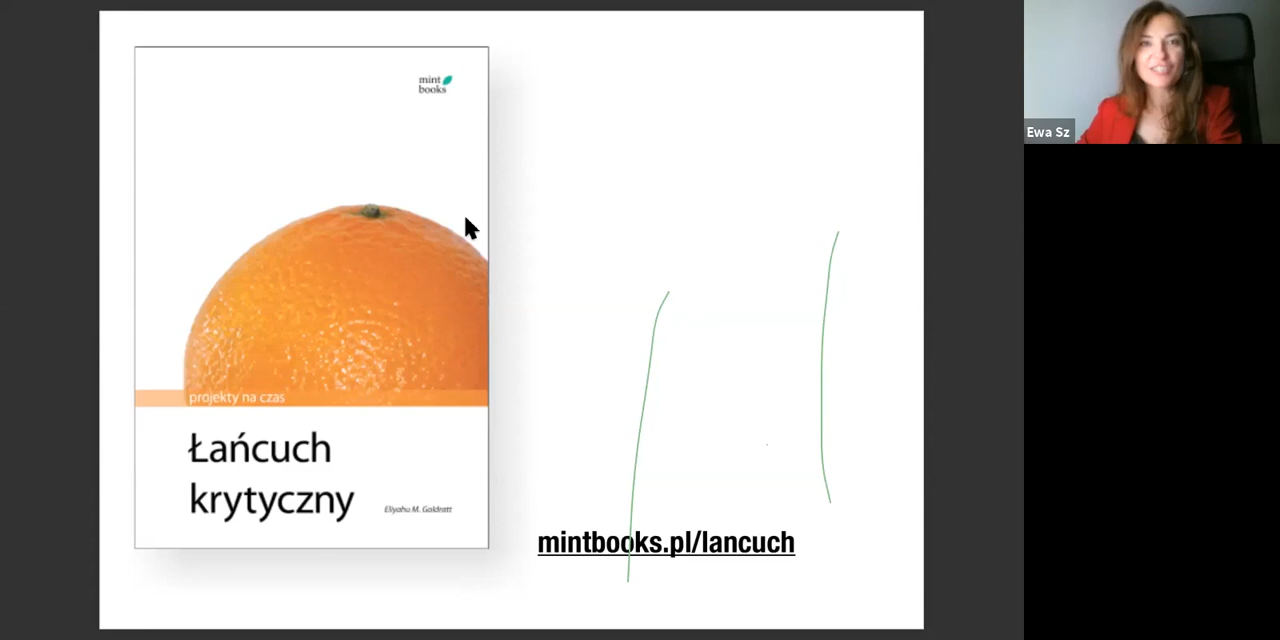 mint
books
projekty na czas
Łańcuch
krytyczny
Eliyahu M. Goldratt
mintbooks.pl/lancuch
Ewa Sz